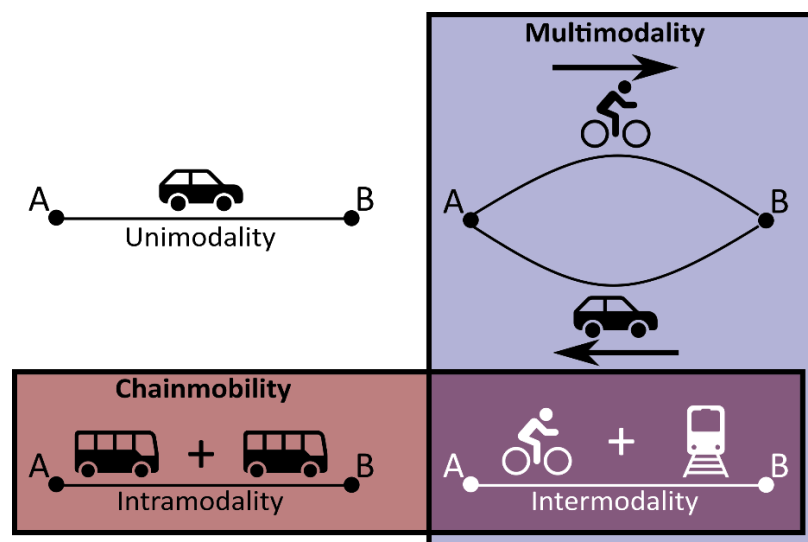 Multimodality
A
B
Unimodality
A
B
Chainmobility
A
+
B
Intramodality
A
+
B
Intermodality